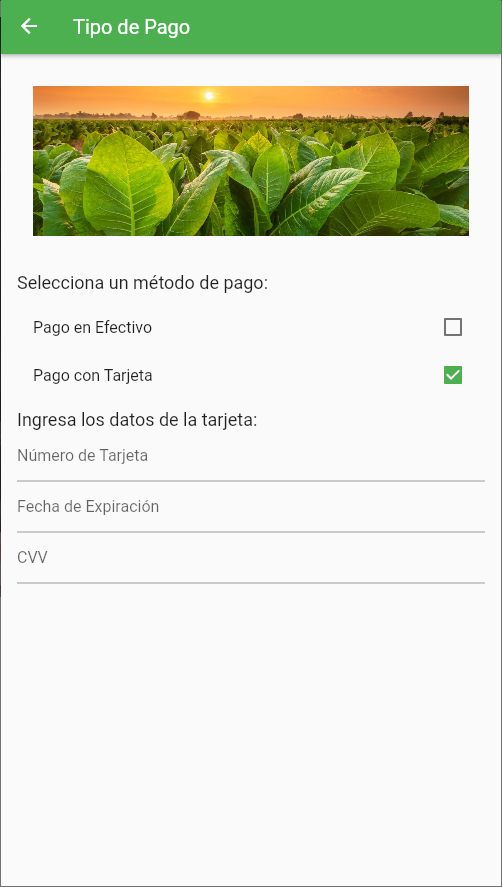 Tipo de Pago
Selecciona un método de pago:
Pago en Efectivo
Pago con Tarjeta
Ingresa los datos de la tarjeta:
Número de Tarjeta
Fecha de Expiración
CVV